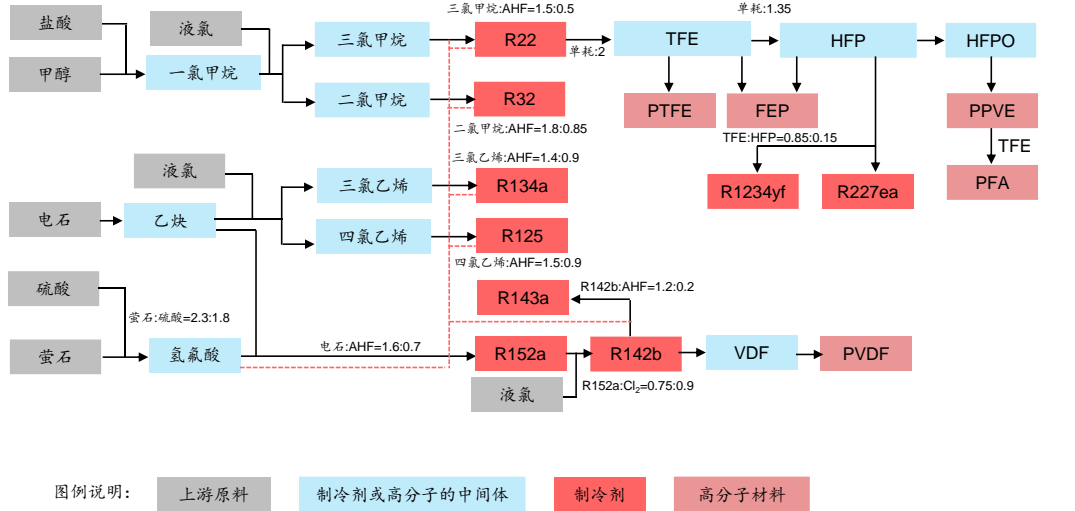 三氯甲烷:AHF=1.5:0.5
单耗:1.35
盐酸
液氯
三氯甲烷
R22
单耗:2
TFE
HFP
HFPO
甲醇
一氯甲烷
二氯甲烷
R32
PTFE
FEP
PPVE
二氯甲烷:AHF=1.8:0.85
TFE:HFP=0.85:0.15
TFE
三氯乙烯:AHF=1.4:0.9
液氯
三氯乙烯
R134a
R1234yf
R227ea
PFA
电石
乙炔
四氯乙烯
R125
四氯乙烯:AHF=1.5:0.9
硫酸
R143a
R142b:AHF=1.2:0.2
萤石:硫酸=2.3:1.8
电石:AHF=1.6:0.7
萤石
氢氟酸
R152a
R142b
VDF
PVDF
液氯
R152a:Cl₂=0.75:0.9
图例说明:
上游原料
制冷剂或高分子的中间体
制冷剂
高分子材料